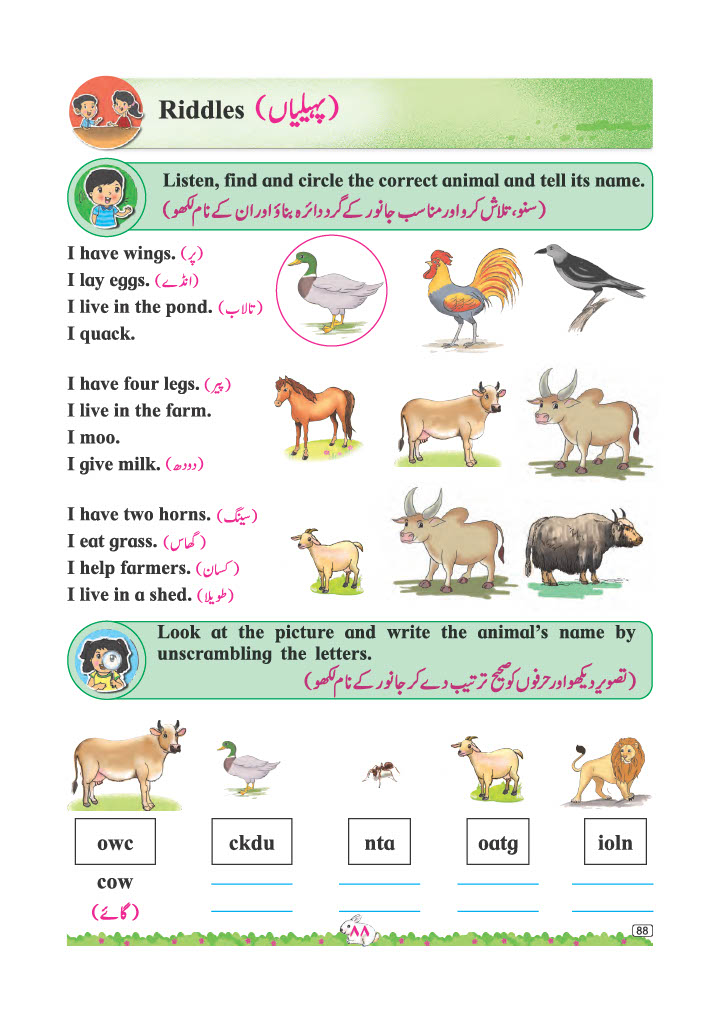 Riddles (پہیلیاں)
Listen, find and circle the correct animal and tell its name.
(سنو، تلاش کرو اور مناسب جانور کے گرد دائرہ بناؤ اور ان کے نام لکھو)
I have wings. (پر)
I lay eggs. (انڈے)
I live in the pond. (تالاب)
I quack.
I have four legs. (پیر)
I live in the farm.
I moo.
I give milk. (دودھ)
I have two horns. (سینگ)
I eat grass. (گھاس)
I help farmers. (کسان)
I live in a shed. (طویلا)
Look at the picture and write the animal's name by
unscrambling the letters.
(تصویر دیکھو اور حرفوں کو صحیح ترتیب دے کر جانور کے نام لکھو)
owc ckdu nta oatg ioln
cow
(گائے)
۸۸
88